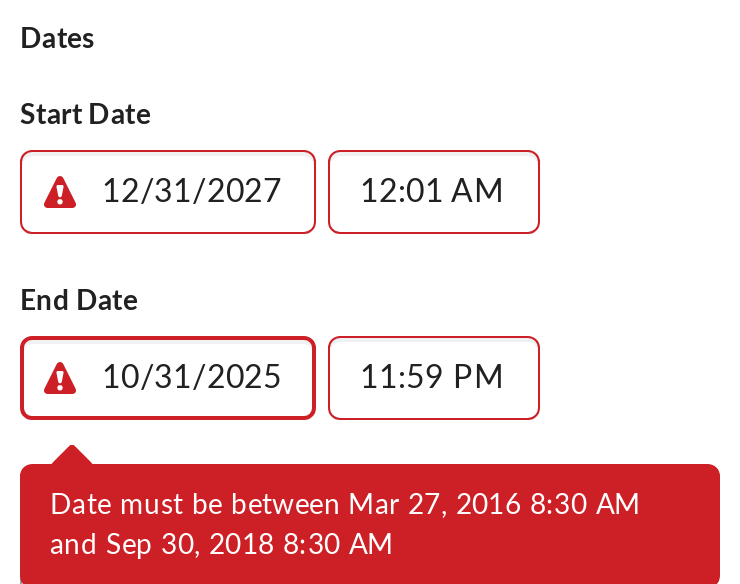 Dates
Start Date
12/31/2027 12:01 AM
End Date
10/31/2025 11:59 PM
Date must be between Mar 27, 2016 8:30 AM
and Sep 30, 2018 8:30 AM